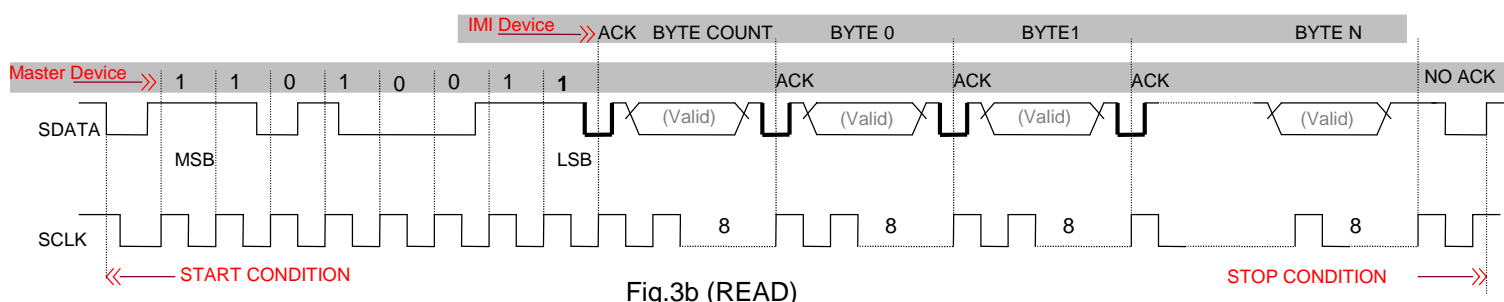 IMI Device ACK BYTE COUNT BYTE 0 BYTE1 BYTE N
Master Device 1 1 0 1 0 0 1 1 ACK ACK ACK NO ACK
SDATA (Valid) (Valid) (Valid) (Valid)
MSB LSB
SCLK 8 8 8 8
START CONDITION STOP CONDITION
Fig.3b (READ)